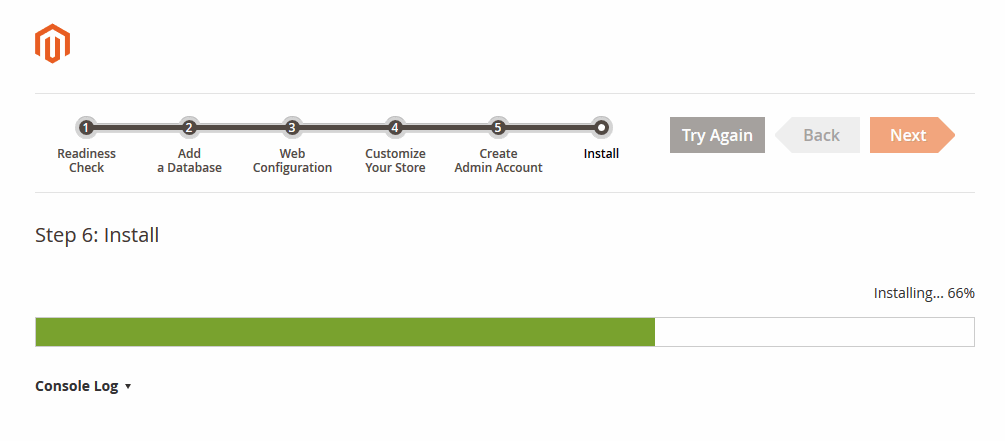 1 2 3 4 5
Readiness Check
Add a Database
Web Configuration
Customize Your Store
Create Admin Account
Install
Try Again
Back
Next
Step 6: Install
Installing... 66%
Console Log